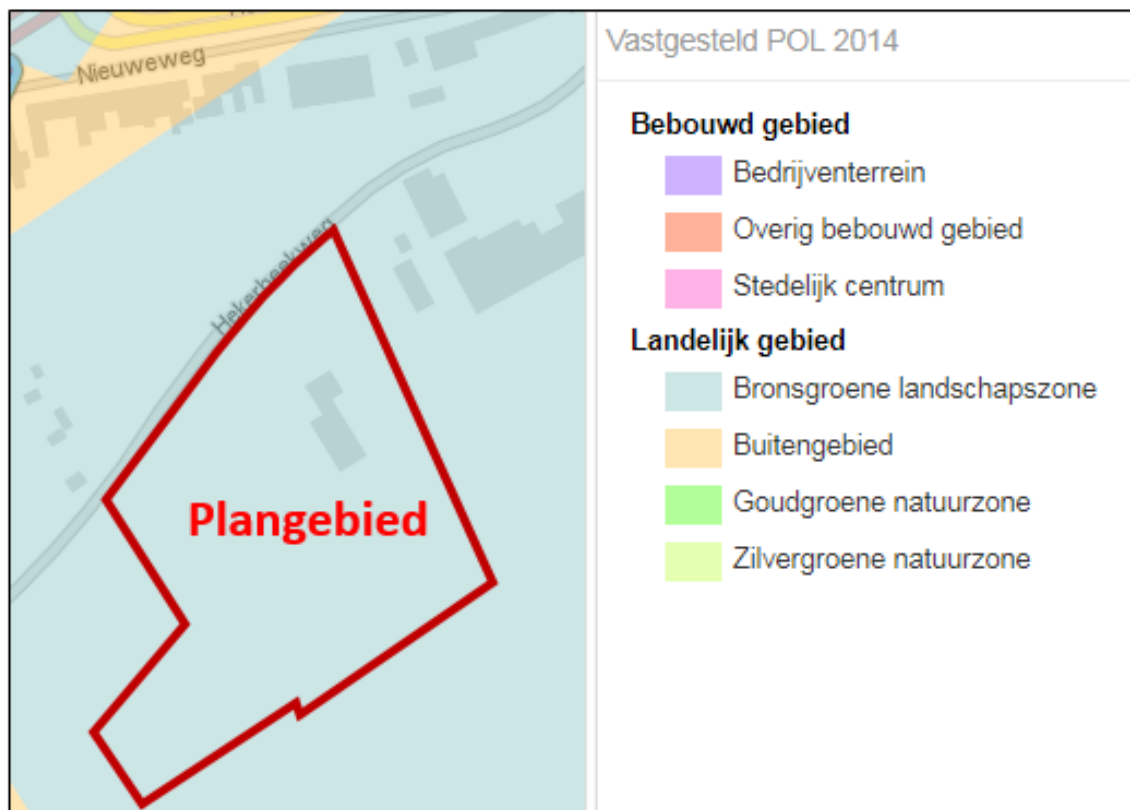 Nieuweweg
Hekerbeekweg
Plangebied
Vastgesteld POL 2014
Bebouwd gebied
Bedrijventerrein
Overig bebouwd gebied
Stedelijk centrum
Landelijk gebied
Bronsgroene landschapszone
Buitengebied
Goudgroene natuurzone
Zilvergroene natuurzone